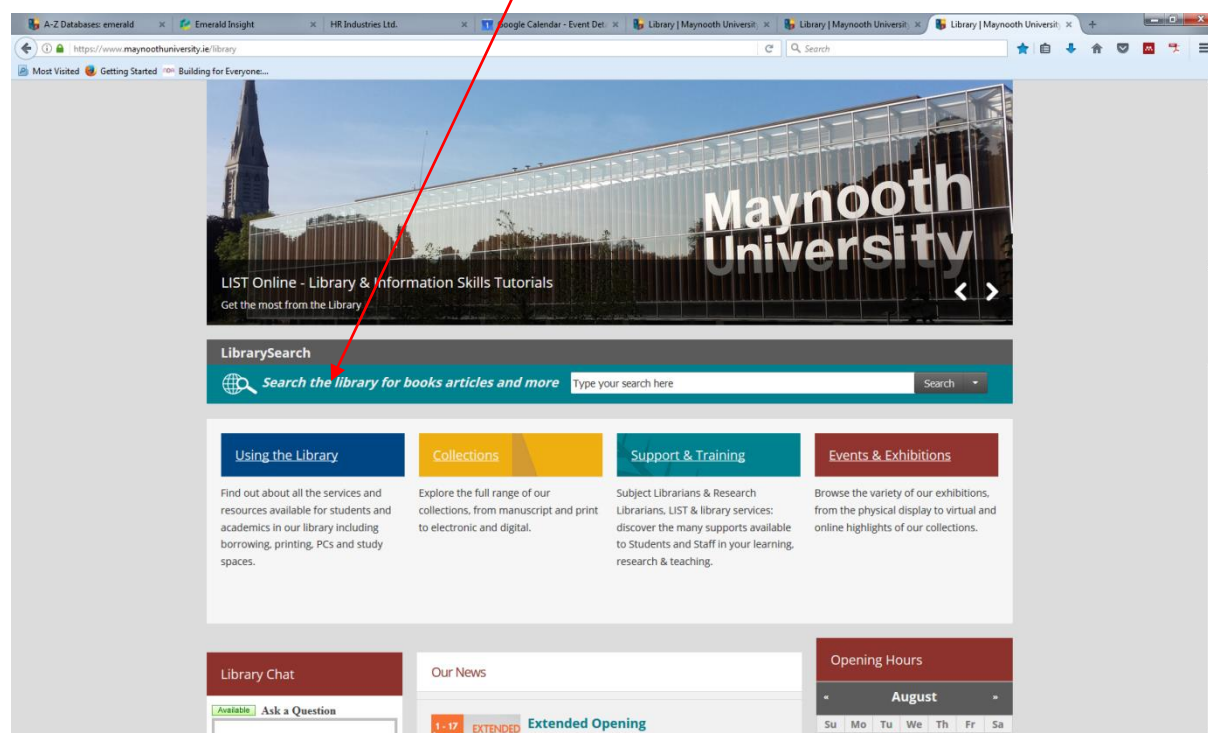 A-Z Databases: emerald
Emerald Insight
HR Industries Ltd.
Google Calendar - Event Det
Library | Maynooth Universit
Library | Maynooth Universit
Library | Maynooth Universit
https://www.maynoothuniversity.ie/library
Search
Most Visited Getting Started Building for Everyone:...
Maynooth
University
LIST Online - Library & Information Skills Tutorials
Get the most from the Library
LibrarySearch
Search the library for books articles and more Type your search here Search
Using the Library
Find out about all the services and
resources available for students and
academics in our library including
borrowing, printing, PCs and study
spaces.
Collections
Explore the full range of our
collections, from manuscript and print
to electronic and digital.
Support & Training
Subject Librarians & Research
Librarians, LIST & library services:
discover the many supports available
to Students and Staff in your learning,
research & teaching.
Events & Exhibitions
Browse the variety of our exhibitions,
from the physical display to virtual and
online highlights of our collections.
Library Chat
Available Ask a Question
Our News
1 - 17 EXTENDED Extended Opening
Opening Hours
« August »
Su Mo Tu We Th Fr Sa